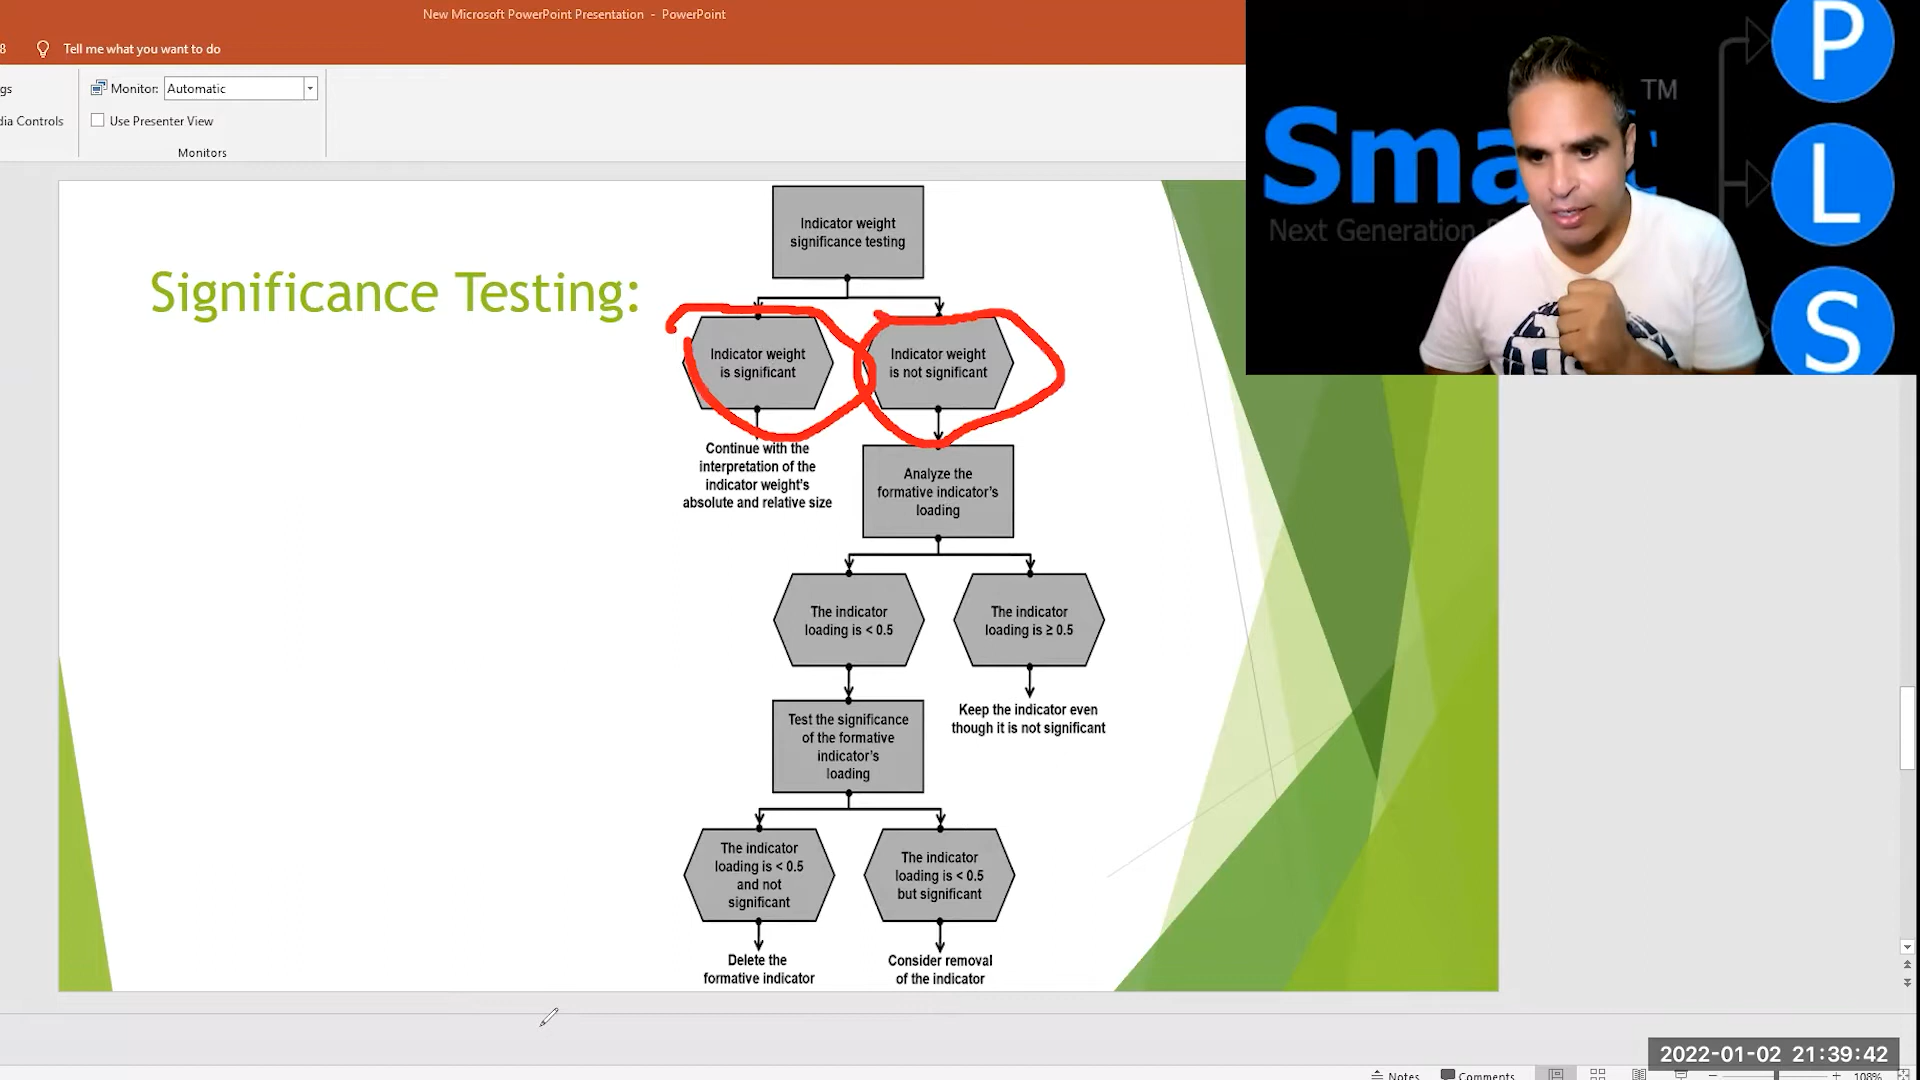 New Microsoft PowerPoint Presentation - PowerPoint
8 Tell me what you want to do
gs
Monitor: Automatic
dia Controls
Use Presenter View
Monitors
TM
Next Generation
P
L
S
Significance Testing:
Indicator weight
significance testing
Indicator weight
is significant
Indicator weight
is not significant
Continue with the
interpretation of the
indicator weight's
absolute and relative size
Analyze the
formative indicator's
loading
The indicator
loading is < 0.5
The indicator
loading is ≥ 0.5
Keep the indicator even
though it is not significant
Test the significance
of the formative
indicator's
loading
The indicator
loading is < 0.5
and not
significant
The indicator
loading is < 0.5
but significant
Delete the
formative indicator
Consider removal
of the indicator
2022-01-02 21:39:42
Notes
Comments
108%